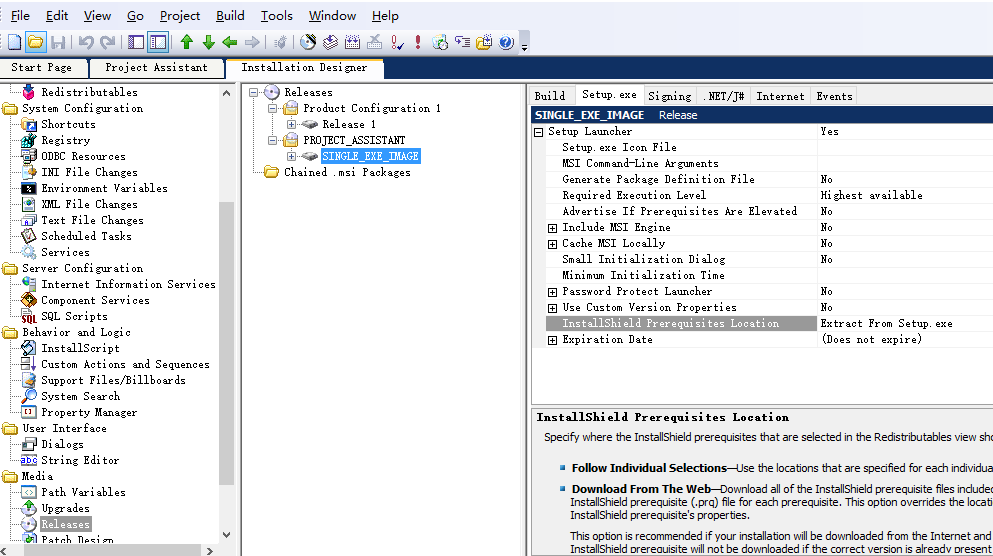 File Edit View Go Project Build Tools Window Help
Start Page Project Assistant Installation Designer
Redistributables
System Configuration
Shortcuts
Registry
ODBC Resources
INI File Changes
Environment Variables
XML File Changes
Text File Changes
Scheduled Tasks
Services
Server Configuration
Internet Information Services
Component Services
SQL Scripts
Behavior and Logic
InstallScript
Custom Actions and Sequences
Support Files/Billboards
System Search
Property Manager
User Interface
Dialogs
String Editor
Media
Path Variables
Upgrades
Releases
Patch Design
Releases
Product Configuration 1
Release 1
PROJECT_ASSISTANT
SINGLE_EXE_IMAGE
Chained .msi Packages
Build Setup.exe Signing .NET/J# Internet Events
SINGLE_EXE_IMAGE Release
Setup Launcher Yes
Setup.exe Icon File
MSI Command-Line Arguments
Generate Package Definition File No
Required Execution Level Highest available
Advertise If Prerequisites Are Elevated No
Include MSI Engine No
Cache MSI Locally No
Small Initialization Dialog No
Minimum Initialization Time
Password Protect Launcher No
Use Custom Version Properties No
InstallShield Prerequisites Location Extract From Setup.exe
Expiration Date (Does not expire)
InstallShield Prerequisites Location
Specify where the InstallShield prerequisites that are selected in the Redistributables view sho
Follow Individual Selections—Use the locations that are specified for each individua
Download From The Web—Download all of the InstallShield prerequisite files include
InstallShield prerequisite (.prq) file for each prerequisite. This option overrides the locati
InstallShield prerequisite's properties.
This option is recommended if your installation will be downloaded from the Internet and
InstallShield prerequisite will not be downloaded if the correct version is already present